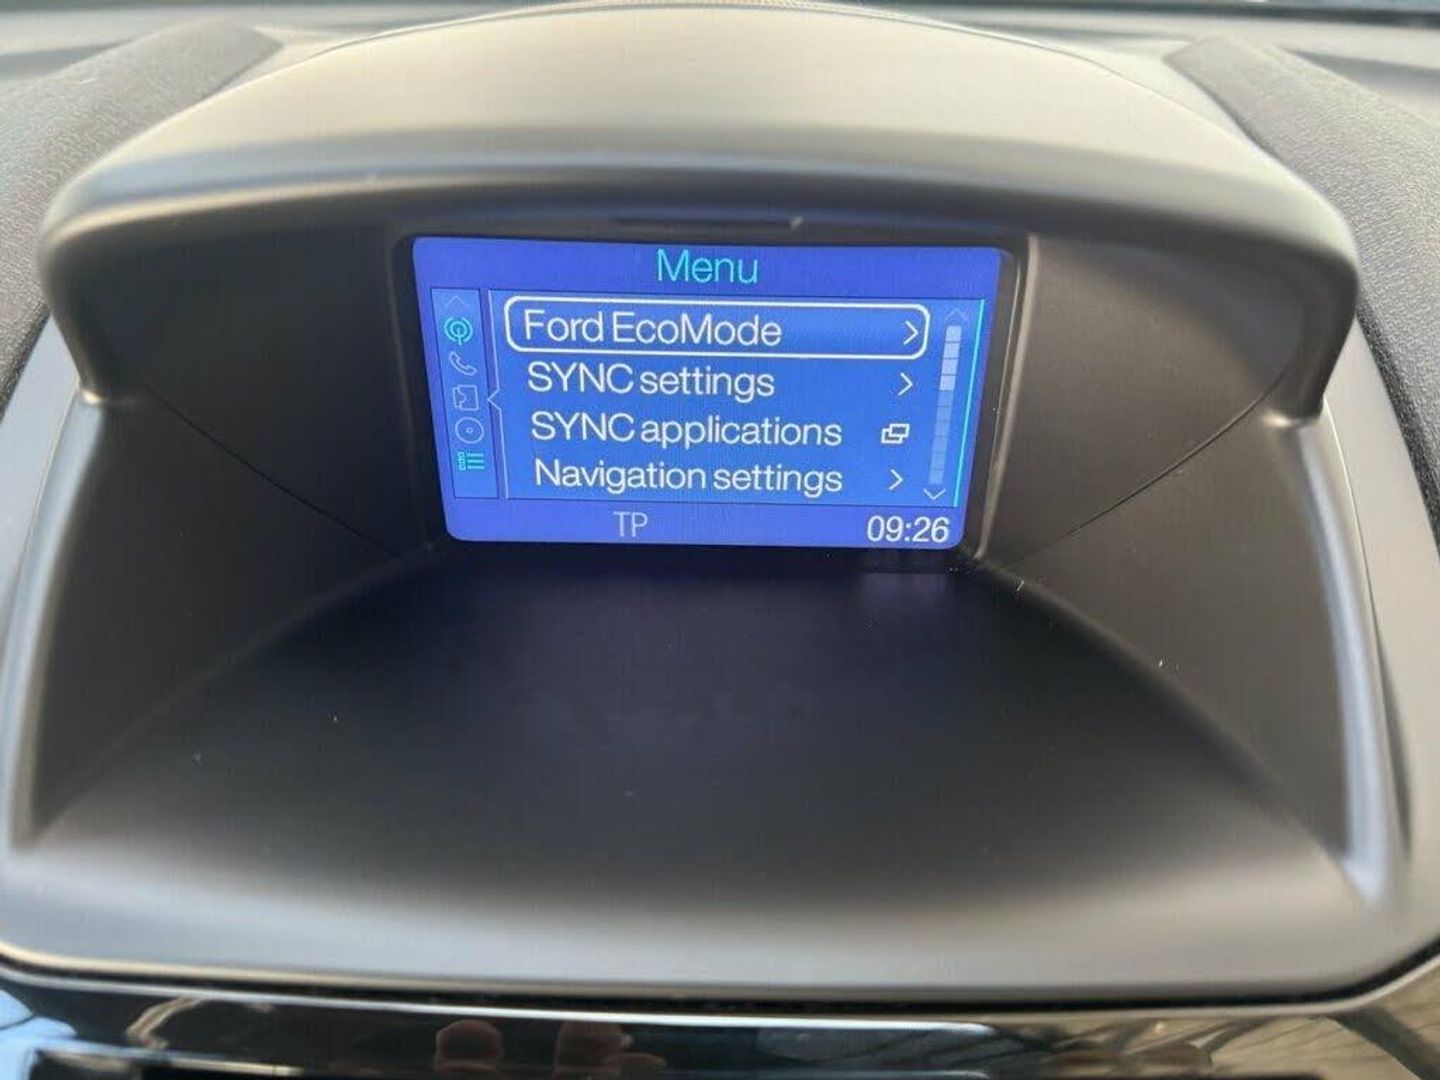 Menu
Ford EcoMode
SYNC settings
SYNC applications
Navigation settings
TP
09:26